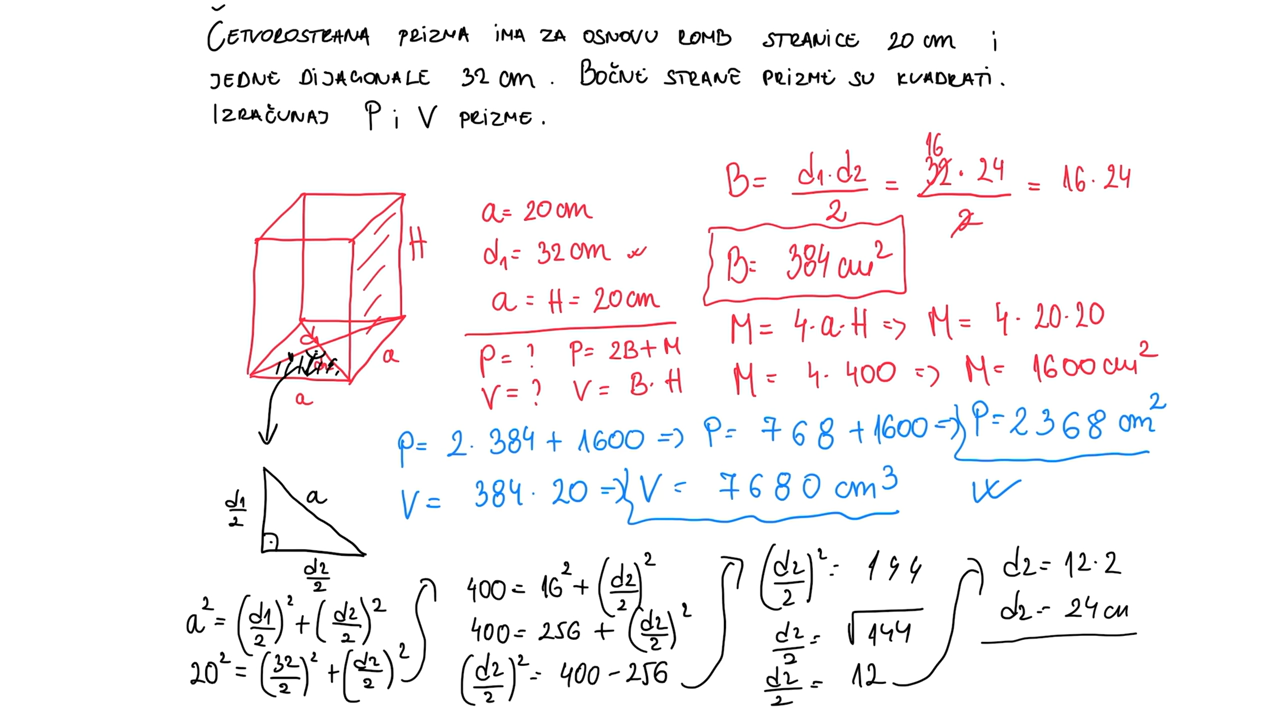 ČETVOROSTRANA PRIZMA IMA ZA OSNOVU ROMB STRANICE 20 cm i
JEDNE DIJAGONALE 32 cm. BOČNE STRANE PRIZME SU KVADRATI.
IZRAČUNAJ P i V PRIZME.
H
a
a
a = 20 cm
d1 = 32 cm
a = H = 20 cm
P = ? P = 2B + M
V = ? V = B · H
B = d1·d2/2 = 32·24/2 = 16·24
16
B = 384 cm²
M = 4·a·H => M = 4·20·20
M = 4·400 => M = 1600 cm²
P = 2·384 + 1600 => P = 768 + 1600 => P = 2368 cm²
V = 384·20 => V = 7680 cm³
d1/2
a
d2/2
a² = (d1/2)² + (d2/2)²
20² = (32/2)² + (d2/2)²
400 = 16² + (d2/2)²
400 = 256 + (d2/2)²
(d2/2)² = 400 - 256
(d2/2)² = 144
d2/2 = √144
d2/2 = 12
d2 = 12·2
d2 = 24 cm